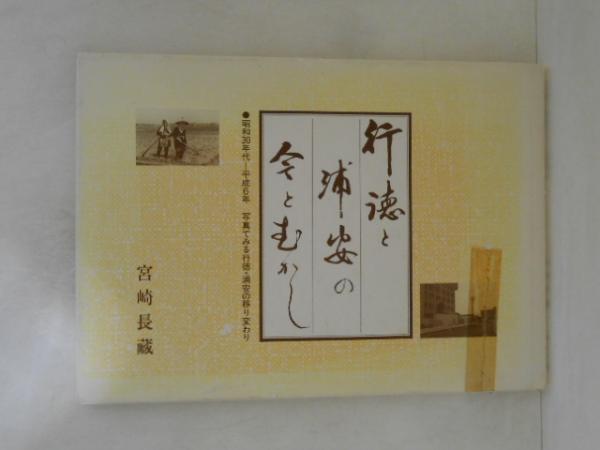 行徳と
浦安の
今とむかし
●昭和30年代―平成6年 写真でみる行徳・浦安の移り変わり
宮崎長蔵